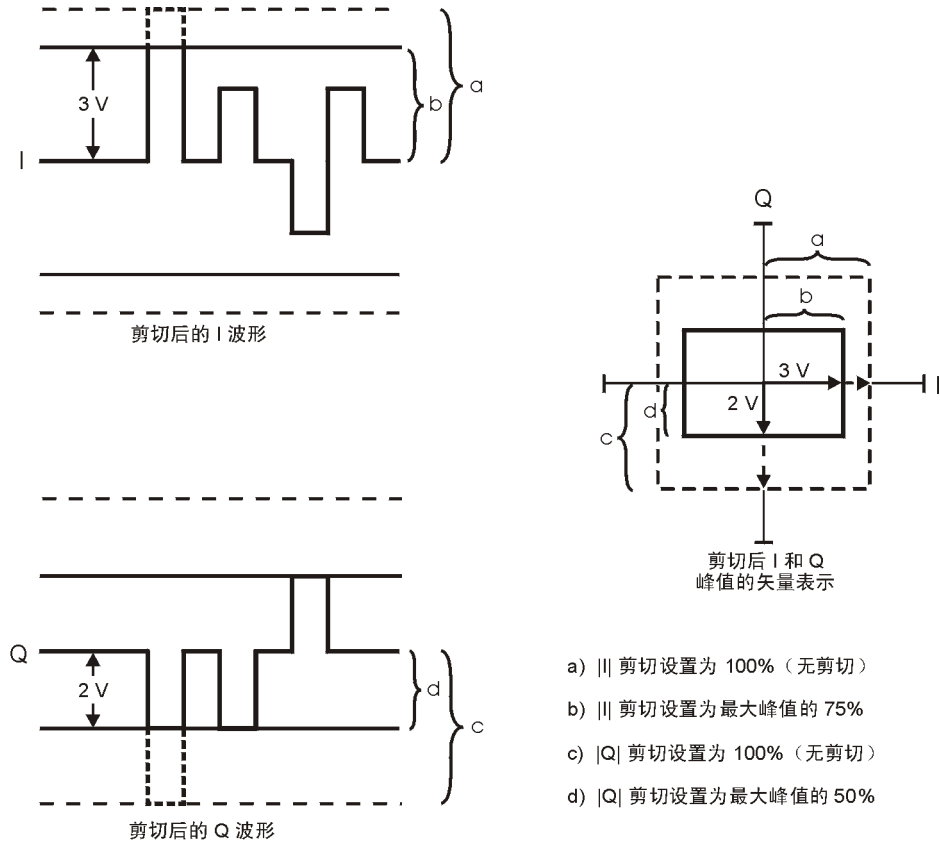 3 V
b
a
I
剪切后的 I 波形
Q
a
b
3 V
I
2 V
d
c
剪切后 I 和 Q
峰值的矢量表示
Q
2 V
d
c
剪切后的 Q 波形
a) |I| 剪切设置为 100%（无剪切）
b) |I| 剪切设置为最大峰值的 75%
c) |Q| 剪切设置为 100%（无剪切）
d) |Q| 剪切设置为最大峰值的 50%